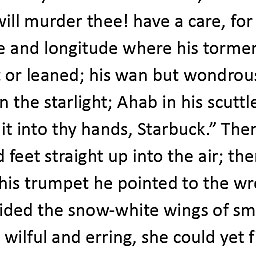 will murder thee! have a care, for
e and longitude where his tormen
t or leaned; his wan but wondrous
n the starlight; Ahab in his scuttle
it into thy hands, Starbuck.” Then
d feet straight up into the air; the
his trumpet he pointed to the wre
ided the snow-white wings of sm
wilful and erring, she could yet f